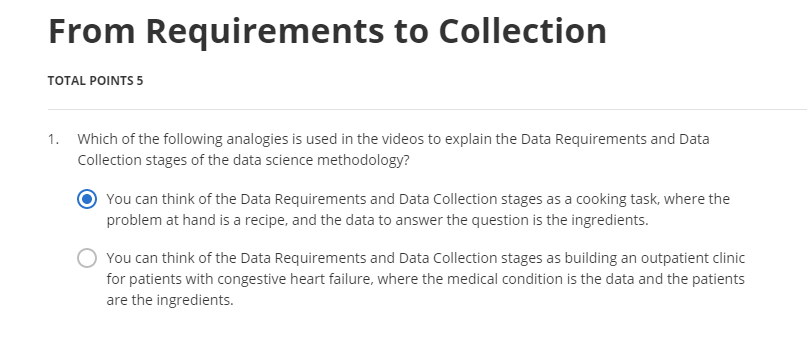 From Requirements to Collection
TOTAL POINTS 5
1. Which of the following analogies is used in the videos to explain the Data Requirements and Data
Collection stages of the data science methodology?
You can think of the Data Requirements and Data Collection stages as a cooking task, where the
problem at hand is a recipe, and the data to answer the question is the ingredients.
You can think of the Data Requirements and Data Collection stages as building an outpatient clinic
for patients with congestive heart failure, where the medical condition is the data and the patients
are the ingredients.